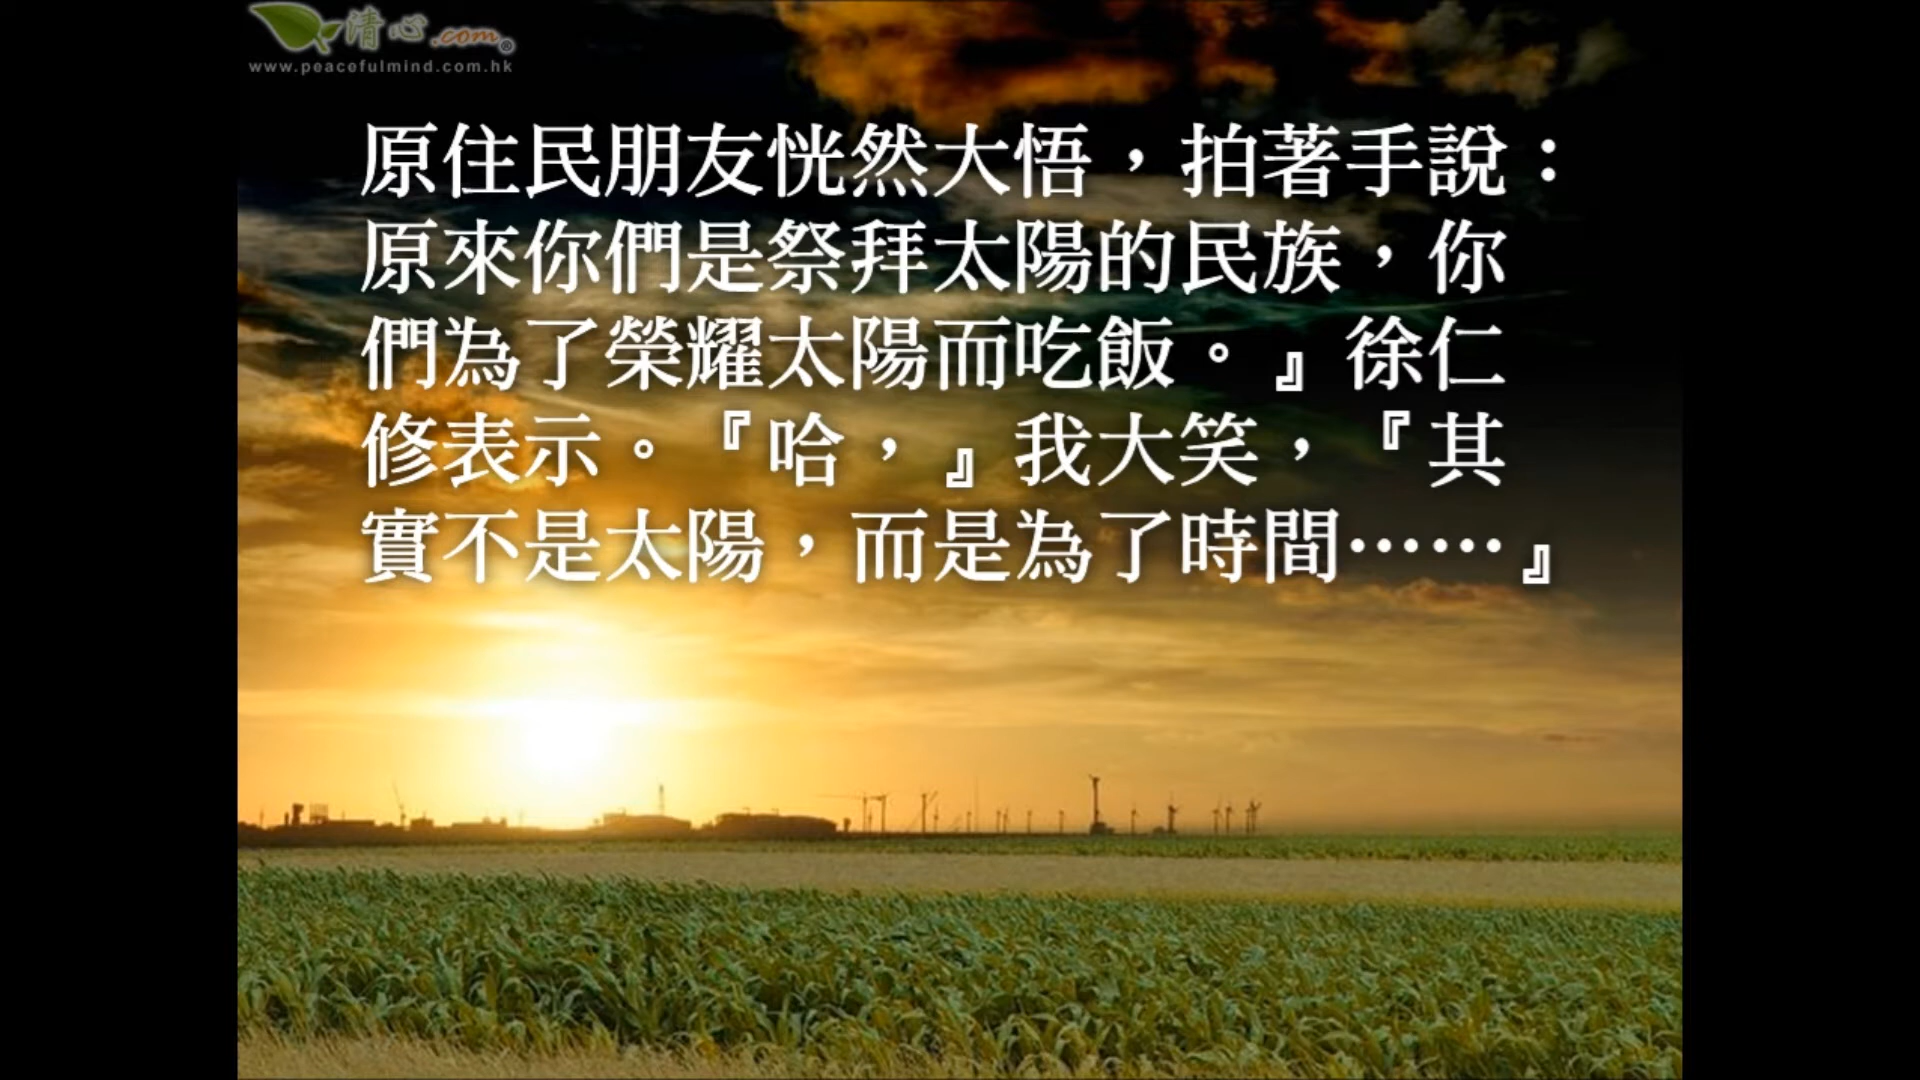 清心.com®
www.peacefulmind.com.hk
原住民朋友恍然大悟，拍著手說：
原來你們是祭拜太陽的民族，你
們為了榮耀太陽而吃飯。』徐仁
修表示。『哈，』我大笑，『其
實不是太陽，而是為了時間⋯⋯』